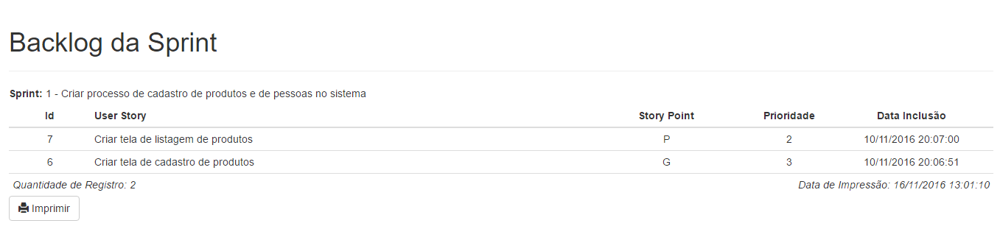 Backlog da Sprint
Sprint: 1 - Criar processo de cadastro de produtos e de pessoas no sistema
Id User Story Story Point Prioridade Data Inclusão
7 Criar tela de listagem de produtos P 2 10/11/2016 20:07:00
6 Criar tela de cadastro de produtos G 3 10/11/2016 20:06:51
Quantidade de Registro: 2 Data de Impressão: 16/11/2016 13:01:10
Imprimir